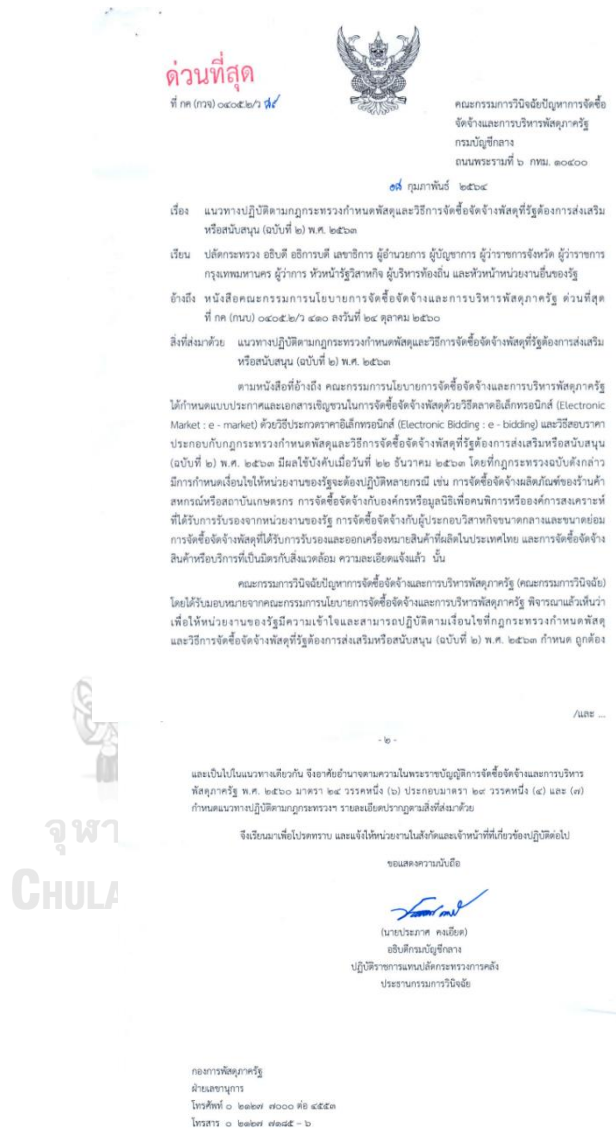 ด่วนที่สุด
ที่ กค (กวจ) ๐๔๐๕.๒/ว
คณะกรรมการวินิจฉัยปัญหาการจัดซื้อ
จัดจ้างและการบริหารพัสดุภาครัฐ
กรมบัญชีกลาง
ถนนพระรามที่ ๖ กทม. ๑๐๔๐๐
กุมภาพันธ์ ๒๕๖๔
เรื่อง แนวทางปฏิบัติตามกฎกระทรวงกำหนดพัสดุและวิธีการจัดซื้อจัดจ้างพัสดุที่รัฐต้องการส่งเสริม
หรือสนับสนุน (ฉบับที่ ๒) พ.ศ. ๒๕๖๓
เรียน ปลัดกระทรวง อธิบดี อธิการบดี เลขาธิการ ผู้อำนวยการ ผู้บัญชาการ ผู้ว่าราชการจังหวัด ผู้ว่าราชการ
กรุงเทพมหานคร ผู้ว่าการ หัวหน้ารัฐวิสาหกิจ ผู้บริหารท้องถิ่น และหัวหน้าหน่วยงานอื่นของรัฐ
อ้างถึง หนังสือคณะกรรมการนโยบายการจัดซื้อจัดจ้างและการบริหารพัสดุภาครัฐ ด่วนที่สุด
ที่ กค (กนบ) ๐๔๐๕.๒/ว ๔๑๐ ลงวันที่ ๒๔ ตุลาคม ๒๕๖๐
สิ่งที่ส่งมาด้วย แนวทางปฏิบัติตามกฎกระทรวงกำหนดพัสดุและวิธีการจัดซื้อจัดจ้างพัสดุที่รัฐต้องการส่งเสริม
หรือสนับสนุน (ฉบับที่ ๒) พ.ศ. ๒๕๖๓
ตามหนังสือที่อ้างถึง คณะกรรมการนโยบายการจัดซื้อจัดจ้างและการบริหารพัสดุภาครัฐ
ได้กำหนดแบบประกาศและเอกสารเชิญชวนในการจัดซื้อจัดจ้างพัสดุด้วยวิธีตลาดอิเล็กทรอนิกส์ (Electronic
Market : e - market) ด้วยวิธีประกวดราคาอิเล็กทรอนิกส์ (Electronic Bidding : e - bidding) และวิธีสอบราคา
ประกอบกับกฎกระทรวงกำหนดพัสดุและวิธีการจัดซื้อจัดจ้างพัสดุที่รัฐต้องการส่งเสริมหรือสนับสนุน
(ฉบับที่ ๒) พ.ศ. ๒๕๖๓ มีผลใช้บังคับเมื่อวันที่ ๒๒ ธันวาคม ๒๕๖๓ โดยที่กฎกระทรวงฉบับดังกล่าว
มีการกำหนดเงื่อนไขให้หน่วยงานของรัฐจะต้องปฏิบัติหลายกรณี เช่น การจัดซื้อจัดจ้างผลิตภัณฑ์ของร้านค้า
สหกรณ์หรือสถาบันเกษตรกร การจัดซื้อจัดจ้างกับองค์กรหรือมูลนิธิเพื่อคนพิการหรือองค์การสงเคราะห์
ที่ได้รับการรับรองจากหน่วยงานของรัฐ การจัดซื้อจัดจ้างกับผู้ประกอบวิสาหกิจขนาดกลางและขนาดย่อม
การจัดซื้อจัดจ้างพัสดุที่ได้รับการรับรองและออกเครื่องหมายสินค้าที่ผลิตในประเทศไทย และการจัดซื้อจัดจ้าง
สินค้าหรือบริการที่เป็นมิตรกับสิ่งแวดล้อม ความละเอียดแจ้งแล้ว นั้น
คณะกรรมการวินิจฉัยปัญหาการจัดซื้อจัดจ้างและการบริหารพัสดุภาครัฐ (คณะกรรมการวินิจฉัย)
โดยได้รับมอบหมายจากคณะกรรมการนโยบายการจัดซื้อจัดจ้างและการบริหารพัสดุภาครัฐ พิจารณาแล้วเห็นว่า
เพื่อให้หน่วยงานของรัฐมีความเข้าใจและสามารถปฏิบัติตามเงื่อนไขที่กฎกระทรวงกำหนดพัสดุ
และวิธีการจัดซื้อจัดจ้างพัสดุที่รัฐต้องการส่งเสริมหรือสนับสนุน (ฉบับที่ ๒) พ.ศ. ๒๕๖๓ กำหนด ถูกต้อง
/และ ...
- ๒ -
และเป็นไปในแนวทางเดียวกัน จึงอาศัยอำนาจตามความในพระราชบัญญัติการจัดซื้อจัดจ้างและการบริหาร
พัสดุภาครัฐ พ.ศ. ๒๕๖๐ มาตรา ๒๔ วรรคหนึ่ง (๖) ประกอบมาตรา ๒๙ วรรคหนึ่ง (๔) และ (๗)
กำหนดแนวทางปฏิบัติตามกฎกระทรวงฯ รายละเอียดปรากฏตามสิ่งที่ส่งมาด้วย
จึงเรียนมาเพื่อโปรดทราบ และแจ้งให้หน่วยงานในสังกัดและเจ้าหน้าที่ที่เกี่ยวข้องปฏิบัติต่อไป
ขอแสดงความนับถือ
(นายประภาศ คงเอียด)
อธิบดีกรมบัญชีกลาง
ปฏิบัติราชการแทนปลัดกระทรวงการคลัง
ประธานกรรมการวินิจฉัย
จุฬา
CHULA
กองการพัสดุภาครัฐ
ฝ่ายเลขานุการ
โทรศัพท์ ๐ ๒๑๒๗ ๗๐๐๐ ต่อ ๔๕๕๓
โทรสาร ๐ ๒๑๒๗ ๗๑๘๕ - ๖